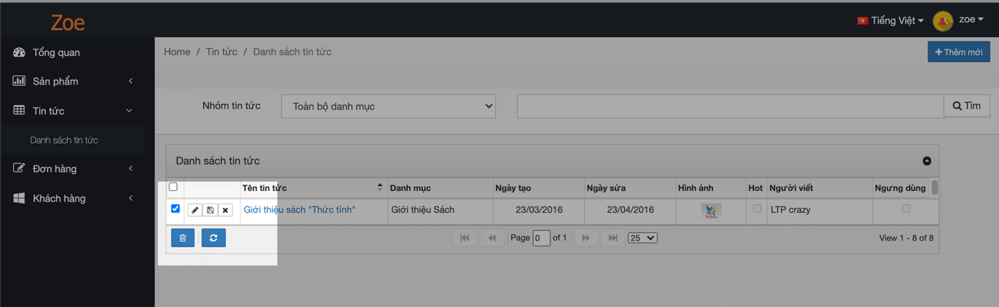 Zoe
Tiếng Việt
zoe
Tổng quan
Sản phẩm
Tin tức
Danh sách tin tức
Đơn hàng
Khách hàng
Home / Tin tức / Danh sách tin tức
Thêm mới
Nhóm tin tức
Toàn bộ danh mục
Tìm
Danh sách tin tức
Tên tin tức Danh mục Ngày tạo Ngày sửa Hình ảnh Hot Người viết Ngưng dùng
Giới thiệu sách "Thức tỉnh" Giới thiệu Sách 23/03/2016 23/04/2016 LTP crazy
Page 0 of 1 25 View 1 - 8 of 8